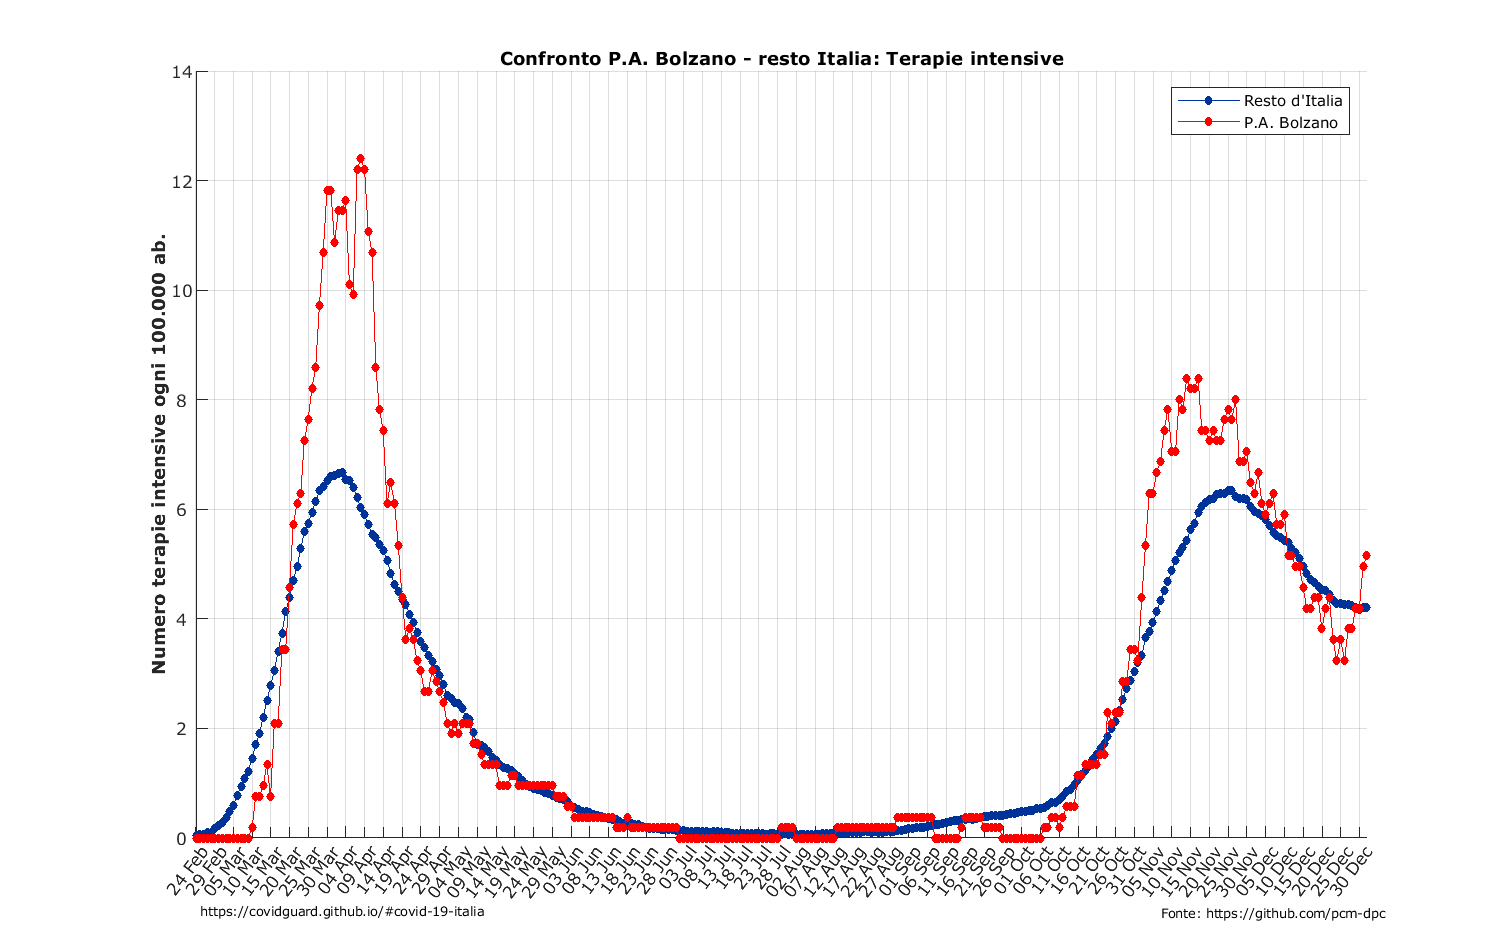 Confronto P.A. Bolzano - resto Italia: Terapie intensive
Resto d'Italia
P.A. Bolzano
Numero terapie intensive ogni 100.000 ab.
14
12
10
8
6
4
2
0
24 Feb
29 Feb
05 Mar
10 Mar
15 Mar
20 Mar
25 Mar
30 Mar
04 Apr
09 Apr
14 Apr
19 Apr
24 Apr
29 Apr
04 May
09 May
14 May
19 May
24 May
29 May
03 Jun
08 Jun
13 Jun
18 Jun
23 Jun
28 Jun
03 Jul
08 Jul
13 Jul
18 Jul
23 Jul
28 Jul
02 Aug
07 Aug
12 Aug
17 Aug
22 Aug
27 Aug
01 Sep
06 Sep
11 Sep
16 Sep
21 Sep
26 Sep
01 Oct
06 Oct
11 Oct
16 Oct
21 Oct
26 Oct
31 Oct
05 Nov
10 Nov
15 Nov
20 Nov
25 Nov
30 Nov
05 Dec
10 Dec
15 Dec
20 Dec
25 Dec
30 Dec
https://covidguard.github.io/#covid-19-italia
Fonte: https://github.com/pcm-dpc